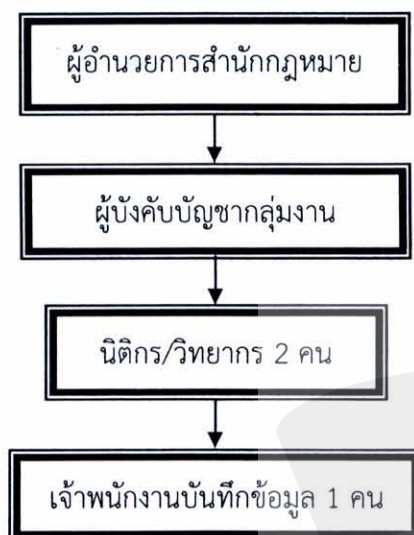 ผู้อำนวยการสำนักกฎหมาย
ผู้บังคับบัญชากลุ่มงาน
นิติกร/วิทยากร 2 คน
เจ้าพนักงานบันทึกข้อมูล 1 คน